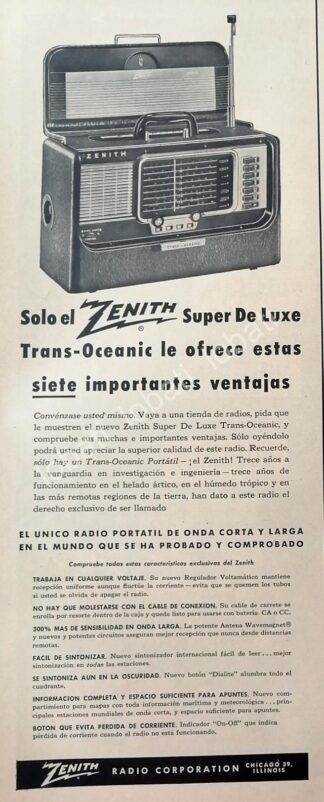 ZENITH
ZENITH
TRANS-OCEANIC
Solo el ZENITH® Super De Luxe
Trans-Oceanic le ofrece estas
siete importantes ventajas
Convénzase usted mismo. Vaya a una tienda de radios, pida que
le muestren el nuevo Zenith Super De Luxe Trans-Oceanic, y
compruebe sus muchas e importantes ventajas. Sólo oyéndolo
podrá usted apreciar la superior calidad de este radio. Recuerde,
sólo hay un Trans-Oceanic Portátil—¡el Zenith! Trece años a
la vanguardia en investigación e ingeniería—trece años de
funcionamiento en el helado ártico, en el húmedo trópico y en
las más remotas regiones de la tierra, han dato a este radio el
derecho exclusivo de ser llamado
EL UNICO RADIO PORTATIL DE ONDA CORTA Y LARGA
EN EL MUNDO QUE SE HA PROBADO Y COMPROBADO
Compruebe todas estas características exclusivas del Zenith
TRABAJA EN CUALQUIER VOLTAJE. Su nuevo Regulador Voltamático mantiene
recepción uniforme aunque fluctúe la corriente—evita que se quemen los tubos
si usted se olvida de apagar el radio.
NO HAY QUE MOLESTARSE CON EL CABLE DE CONEXION. Su cable de carrete se
enrolla por resorte dentro de la caja y queda listo para usarse con batería. CA o CC.
300% MAS DE SENSIBILIDAD EN ONDA LARGA. La potente Antena Wavemagnet®
y nuevos y potentes circuitos aseguran mejor recepción que nunca desde distancias
remotas.
FACIL DE SINTONIZAR. Nuevo sintonizador internacional fácil de leer...mejor
sintonización en todas las estaciones.
SE SINTONIZA AUN EN LA OSCURIDAD. Nuevo botón "Dialite" alumbra todo el
cuadrante.
INFORMACION COMPLETA Y ESPACIO SUFICIENTE PARA APUNTES. Nuevo com-
partimiento para mapas con toda información marítima y meteorológica...prin-
cipales estaciones mundiales de onda corta, y espacio suficiente para apuntes.
BOTON QUE EVITA PERDIDA DE CORRIENTE. Indicador "On-Off" que indica
pérdida de corriente cuando el radio no está funcionando.
ZENITH RADIO CORPORATION CHICAGO 39, ILLINOIS